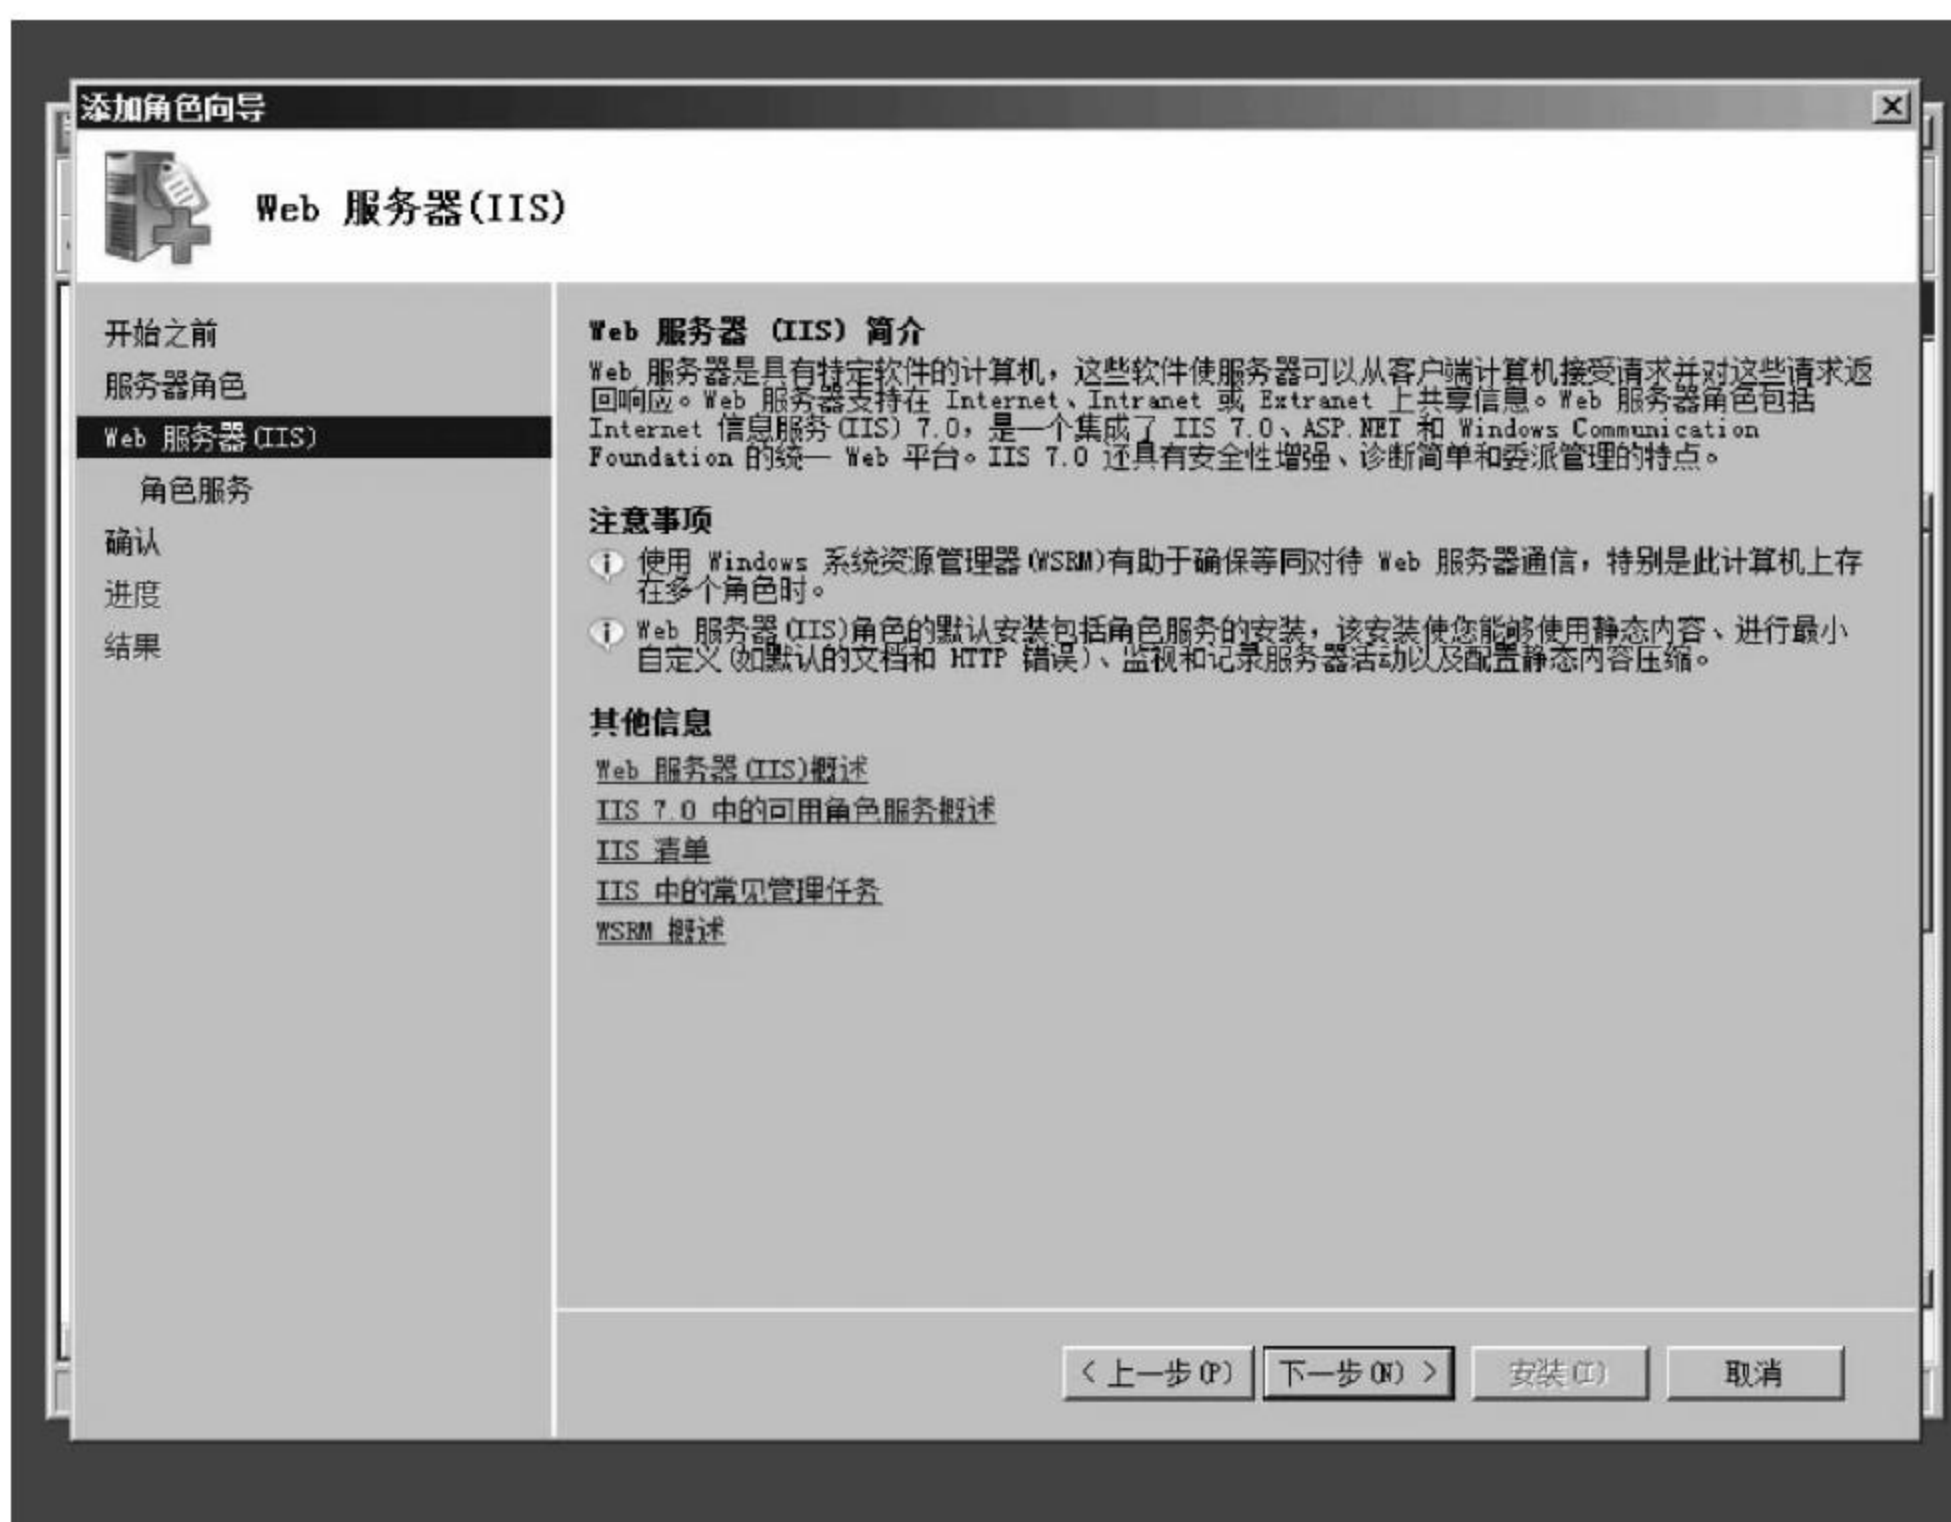 添加角色向导
Web 服务器(IIS)
开始之前
服务器角色
Web 服务器(IIS)
角色服务
确认
进度
结果
Web 服务器 (IIS) 简介
Web 服务器是具有特定软件的计算机，这些软件使服务器可以从客户端计算机接受请求并对这些请求返
回响应。Web 服务器支持在 Internet、Intranet 或 Extranet 上共享信息。Web 服务器角色包括
Internet 信息服务(IIS) 7.0，是一个集成了 IIS 7.0、ASP.NET 和 Windows Communication
Foundation 的统一 Web 平台。IIS 7.0 还具有安全性增强、诊断简单和委派管理的特点。
注意事项
使用 Windows 系统资源管理器(WSRM)有助于确保等同对待 Web 服务器通信，特别是此计算机上存
在多个角色时。
Web 服务器(IIS)角色的默认安装包括角色服务的安装，该安装使您能够使用静态内容、进行最小
自定义(如默认的文档和 HTTP 错误)、监视和记录服务器活动以及配置静态内容压缩。
其他信息
Web 服务器(IIS)概述
IIS 7.0 中的可用角色服务概述
IIS 清单
IIS 中的常见管理任务
WSRM 概述
< 上一步(P) 下一步(N) > 安装(I) 取消